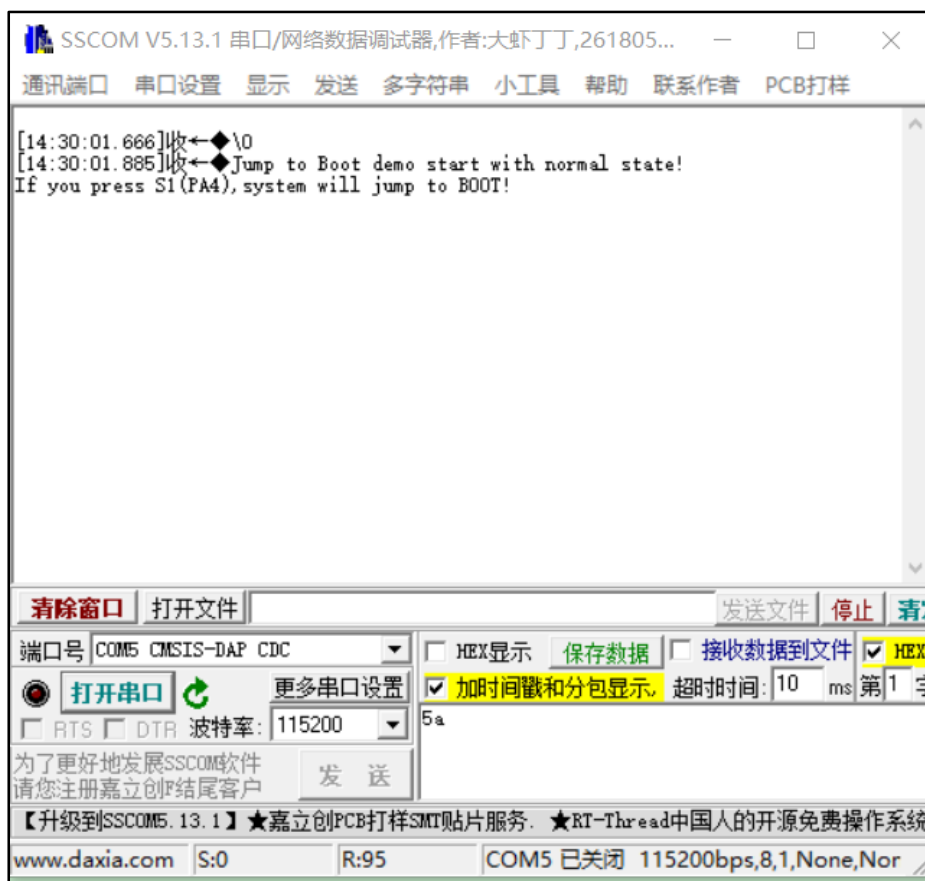 SSCOM V5.13.1 串口/网络数据调试器,作者:大虾丁丁,261805...
通讯端口 串口设置 显示 发送 多字符串 小工具 帮助 联系作者 PCB打样
[14:30:01.666]收←◆\0
[14:30:01.885]收←◆Jump to Boot demo start with normal state!
If you press S1(PA4),system will jump to BOOT!
清除窗口 打开文件 发送文件 停止
端口号 COM5 CMSIS-DAP CDC HEX显示 保存数据 接收数据到文件 HEX
打开串口 更多串口设置 加时间戳和分包显示, 超时时间: 10 ms 第 1
RTS DTR 波特率: 115200 5a
为了更好地发展SSCOM软件
请您注册嘉立创F结尾客户 发 送
【升级到SSCOM5.13.1】★嘉立创PCB打样SMT贴片服务. ★RT-Thread中国人的开源免费操作系统
www.daxia.com S:0 R:95 COM5 已关闭 115200bps,8,1,None,Nor